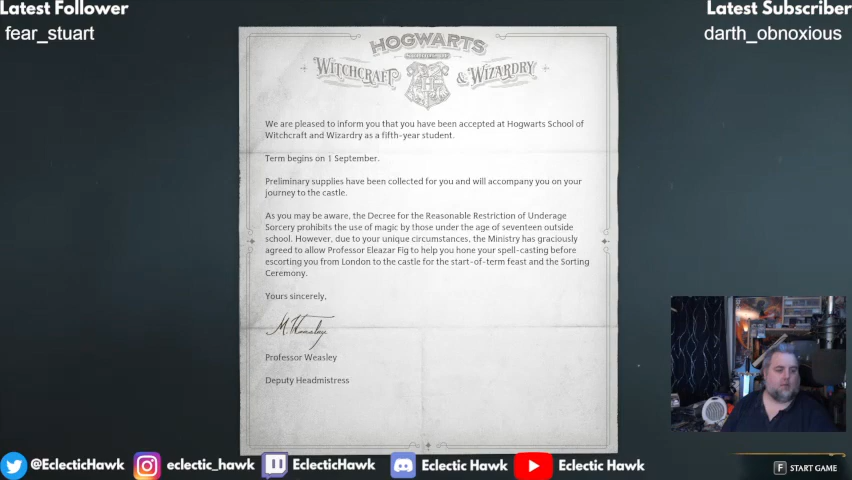 Latest Follower
fear_stuart
Latest Subscriber
darth_obnoxious
HOGWARTS
WITCHCRAFT & WIZARDRY
We are pleased to inform you that you have been accepted at Hogwarts School of
Witchcraft and Wizardry as a fifth-year student.
Term begins on 1 September.
Preliminary supplies have been collected for you and will accompany you on your
journey to the castle.
As you may be aware, the Decree for the Reasonable Restriction of Underage
Sorcery prohibits the use of magic by those under the age of seventeen outside
school. However, due to your unique circumstances, the Ministry has graciously
agreed to allow Professor Eleazar Fig to help you hone your spell-casting before
escorting you from London to the castle for the start-of-term feast and the Sorting
Ceremony.
Yours sincerely,
M. Weasley
Professor Weasley
Deputy Headmistress
@EclecticHawk
eclectic_hawk
EclecticHawk
Eclectic Hawk
Eclectic Hawk
F START GAME